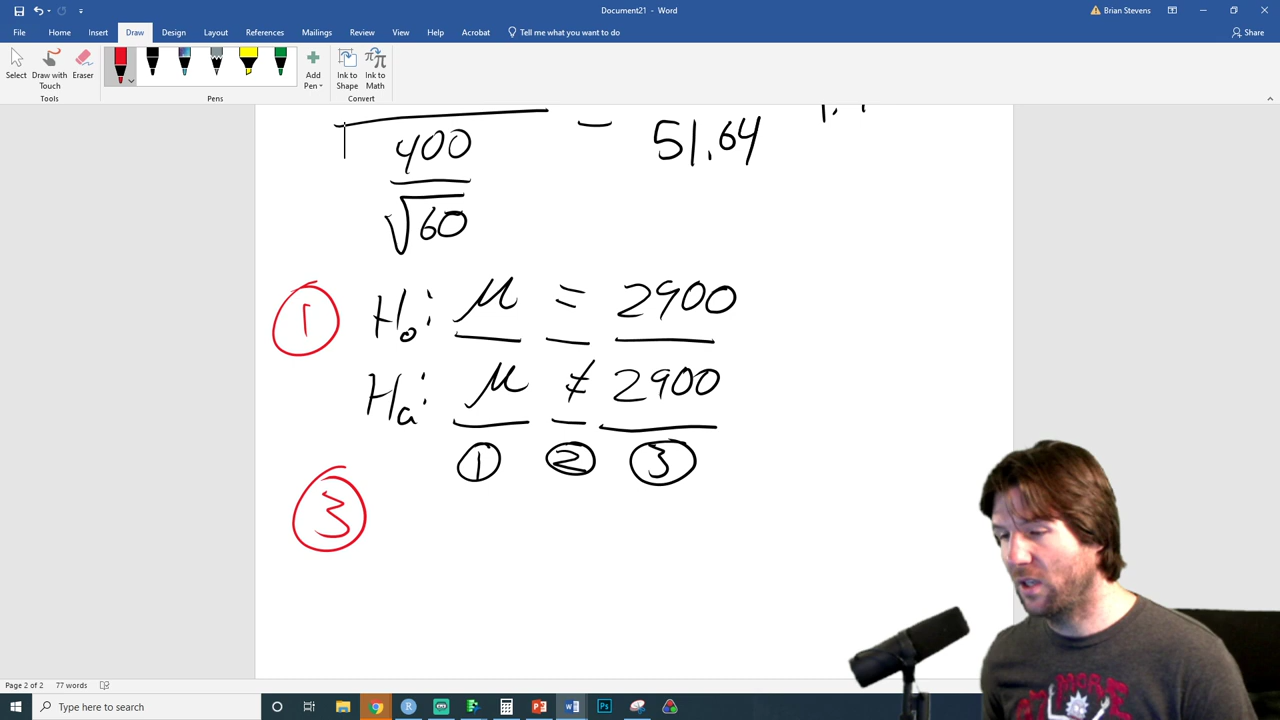 Document21 - Word
Brian Stevens
File Home Insert Draw Design Layout References Mailings Review View Help Acrobat Tell me what you want to do Share
Select Draw with Touch Eraser Add Pen Ink to Shape Ink to Math
Tools Pens Convert
400 — 51.64
√60
① H₀: μ = 2900
Hₐ: μ ≠ 2900
① ② ③
③
Page 2 of 2 77 words
Type here to search